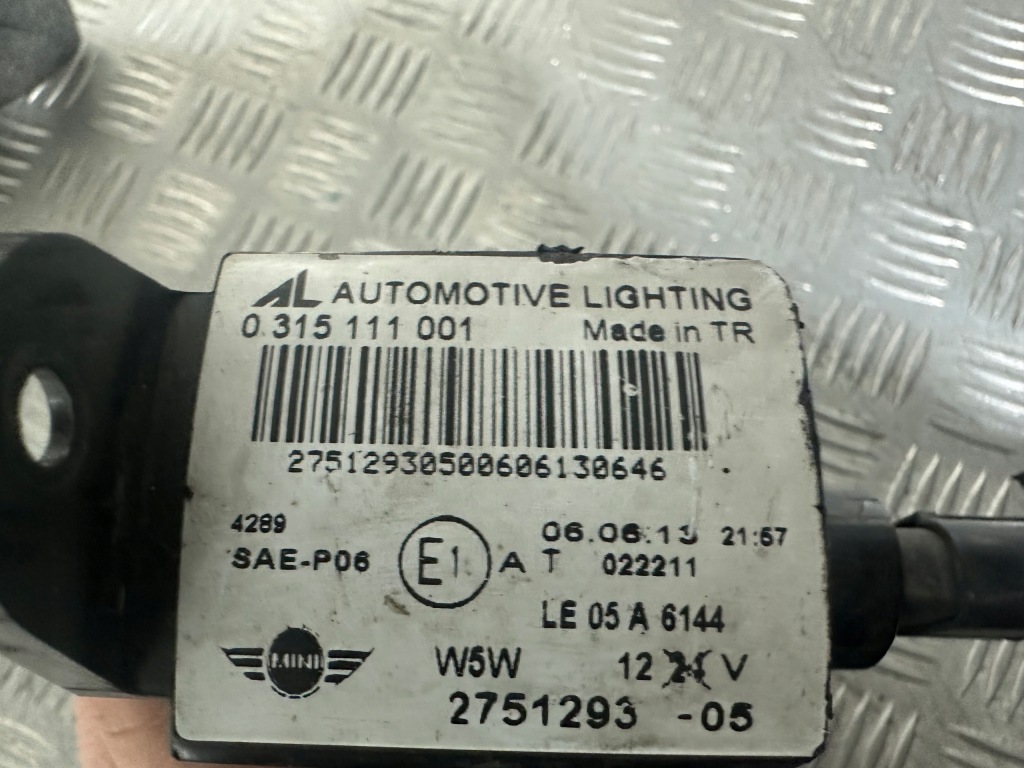 AL AUTOMOTIVE LIGHTING
0.315 111 001 Made in TR
27512930500606130646
4289 06.06.13 21:57
SAE-P06 E1 A T 022211
LE 05 A 6144
MINI W5W 12 V
2751293 -05